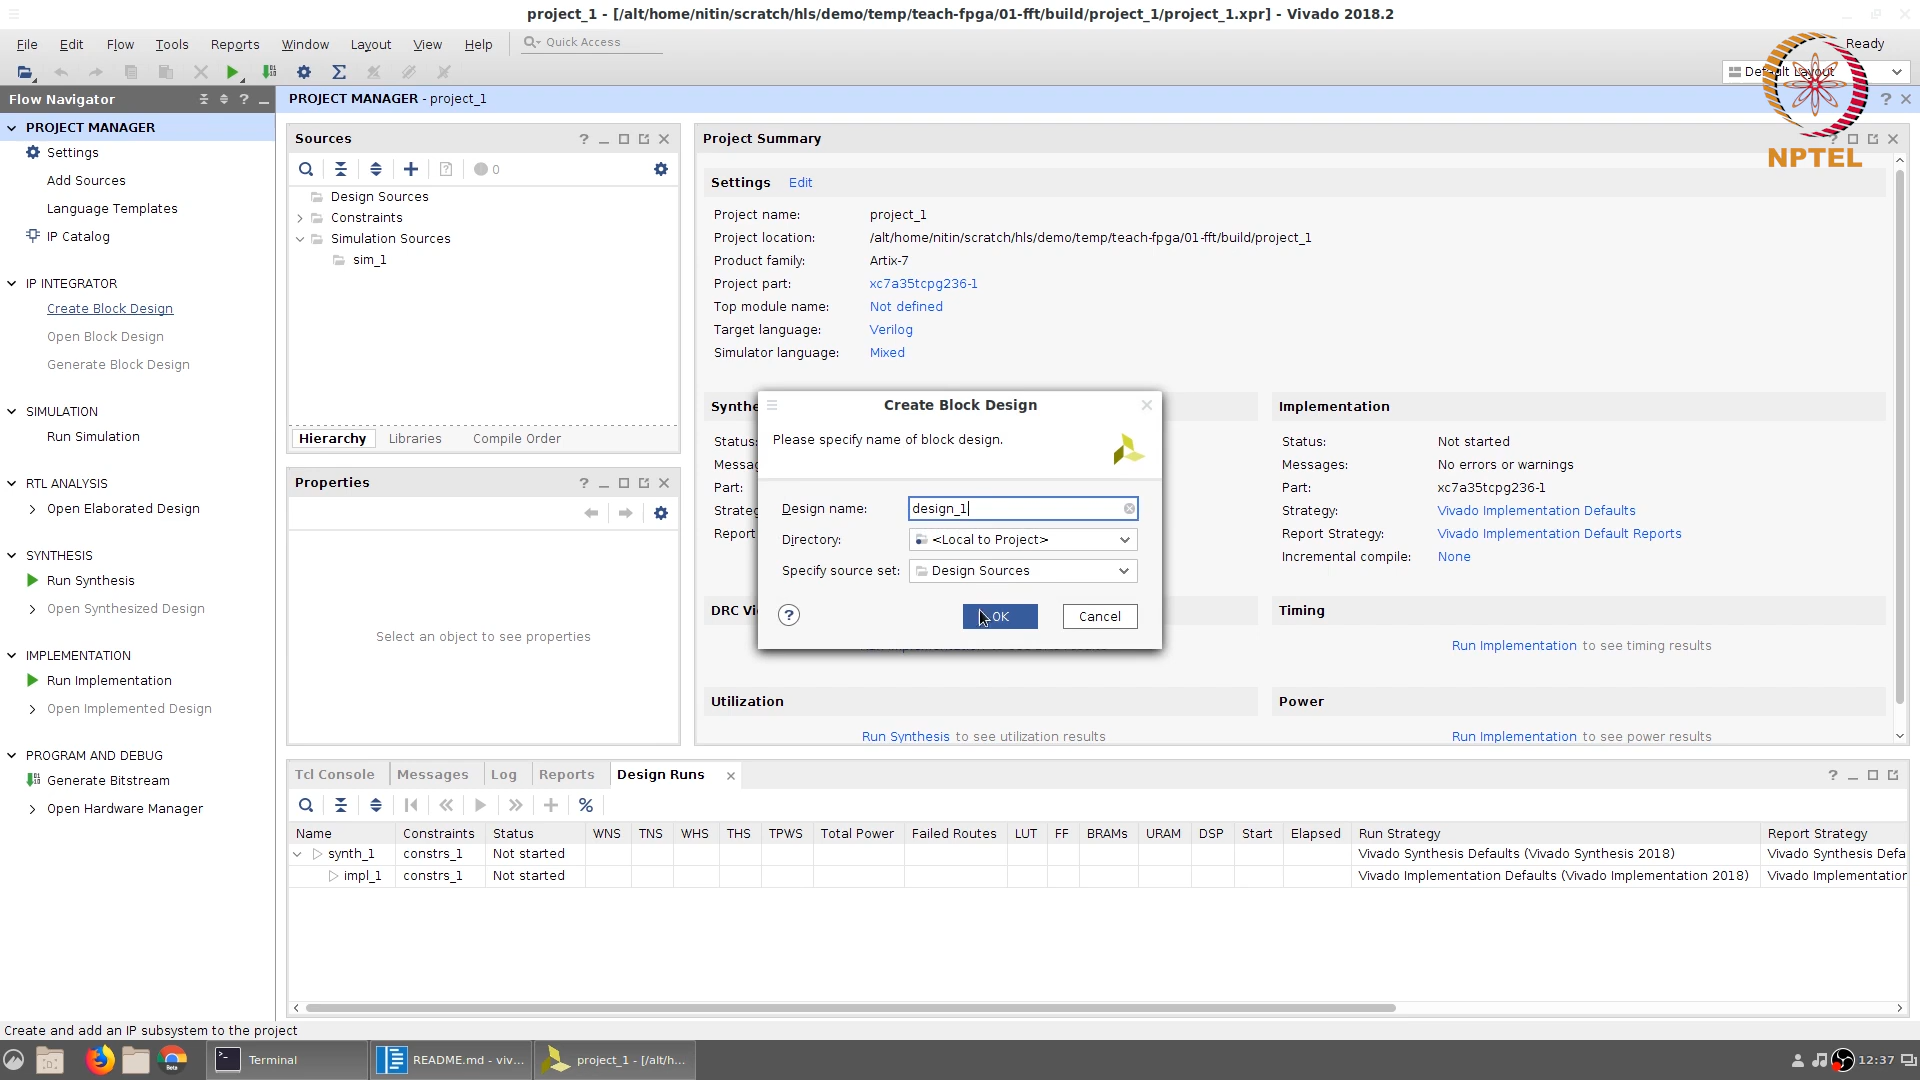 project_1 - [/alt/home/nitin/scratch/hls/demo/temp/teach-fpga/01-fft/build/project_1/project_1.xpr] - Vivado 2018.2
File Edit Flow Tools Reports Window Layout View Help Quick Access
Ready
Default Layout
NPTEL
Flow Navigator
PROJECT MANAGER - project_1
PROJECT MANAGER
Settings
Add Sources
Language Templates
IP Catalog
IP INTEGRATOR
Create Block Design
Open Block Design
Generate Block Design
SIMULATION
Run Simulation
RTL ANALYSIS
Open Elaborated Design
SYNTHESIS
Run Synthesis
Open Synthesized Design
IMPLEMENTATION
Run Implementation
Open Implemented Design
PROGRAM AND DEBUG
Generate Bitstream
Open Hardware Manager
Sources
0
Design Sources
Constraints
Simulation Sources
sim_1
Hierarchy Libraries Compile Order
Properties
Select an object to see properties
Project Summary
Settings Edit
Project name: project_1
Project location: /alt/home/nitin/scratch/hls/demo/temp/teach-fpga/01-fft/build/project_1
Product family: Artix-7
Project part: xc7a35tcpg236-1
Top module name: Not defined
Target language: Verilog
Simulator language: Mixed
Synthe
Status:
Messag
Part:
Strateg
Report
DRC Vi
Implementation
Status: Not started
Messages: No errors or warnings
Part: xc7a35tcpg236-1
Strategy: Vivado Implementation Defaults
Report Strategy: Vivado Implementation Default Reports
Incremental compile: None
Timing
Run Implementation to see timing results
Utilization
Run Synthesis to see utilization results
Power
Run Implementation to see power results
Create Block Design
Please specify name of block design.
Design name: design_1
Directory: <Local to Project>
Specify source set: Design Sources
OK Cancel
Tcl Console Messages Log Reports Design Runs
Name Constraints Status WNS TNS WHS THS TPWS Total Power Failed Routes LUT FF BRAMs URAM DSP Start Elapsed Run Strategy Report Strategy
synth_1 constrs_1 Not started Vivado Synthesis Defaults (Vivado Synthesis 2018) Vivado Synthesis Defa
impl_1 constrs_1 Not started Vivado Implementation Defaults (Vivado Implementation 2018) Vivado Implementation
Create and add an IP subsystem to the project
Terminal README.md - viv... project_1 - [/alt/h... 12:37